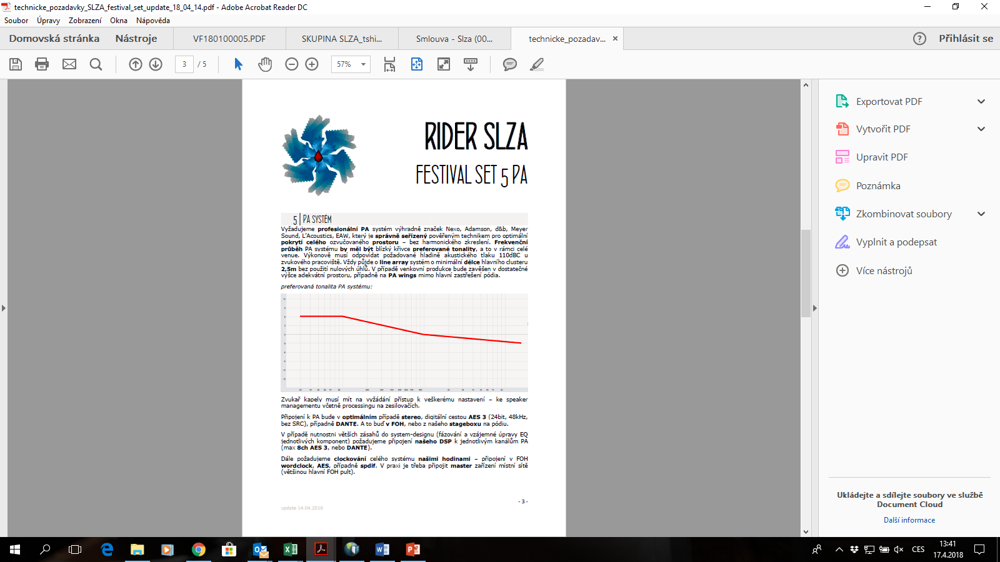 technicke_pozadavky_SLZA_festival_set_update_18_04_14.pdf - Adobe Acrobat Reader DC
Soubor Úpravy Zobrazení Okna Nápověda
Domovská stránka Nástroje VF180100005.PDF SKUPINA SLZA_tshi... Smlouva - Slza (00... technicke_pozadav... Přihlásit se
3 / 5 57%
RIDER SLZA
FESTIVAL SET 5 PA
5 | PA SYSTÉM
Vyžadujeme profesionální PA systém výhradně značek Nexo, Adamson, d&b, Meyer
Sound, L'Acoustics, EAW, který je správně seřízený pověřeným technikem pro optimální
pokrytí celého ozvučovaného prostoru – bez harmonického zkreslení. Frekvenční
průběh PA systému by měl být blízký křivce preferované tonality, a to v rámci celé
venue. Výkonově musí odpovídat požadované hladině akustického tlaku 110dBC u
zvukového pracoviště. Vždy půjde o line array systém o minimální délce hlavního clusteru
2,5m bez použití nulových úhlů. V případě venkovní produkce bude zavěšen v dostatečné
výšce adekvátní prostoru, případně na PA wings mimo hlavní zastřešení pódia.
preferovaná tonalita PA systému:
Zvukař kapely musí mít na vyžádání přístup k veškerému nastavení – ke speaker
managementu včetně processingu na zesilovačích.
Připojení k PA bude v optimálním případě stereo, digitální cestou AES 3 (24bit, 48kHz,
bez SRC), případně DANTE. A to buď v FOH, nebo z našeho stageboxu na pódiu.
V případě nutnostni větších zásahů do system-designu (fázování a vzájemné úpravy EQ
jednotlivých komponent) požadujeme připojení našeho DSP k jednotlivým kanálům PA
(max 8ch AES 3, nebo DANTE).
Dále požadujeme clockování celého systému našimi hodinami – připojení v FOH
wordclock, AES, případně spdif. V praxi je třeba připojit master zařízení místní sítě
(většinou hlavní FOH pult).
- 3 -
update 14.04.2018
Exportovat PDF
Vytvořit PDF
Upravit PDF
Poznámka
Zkombinovat soubory
Vyplnit a podepsat
Více nástrojů
Ukládejte a sdílejte soubory ve službě
Document Cloud
Další informace
CES
13:41
17.4.2018